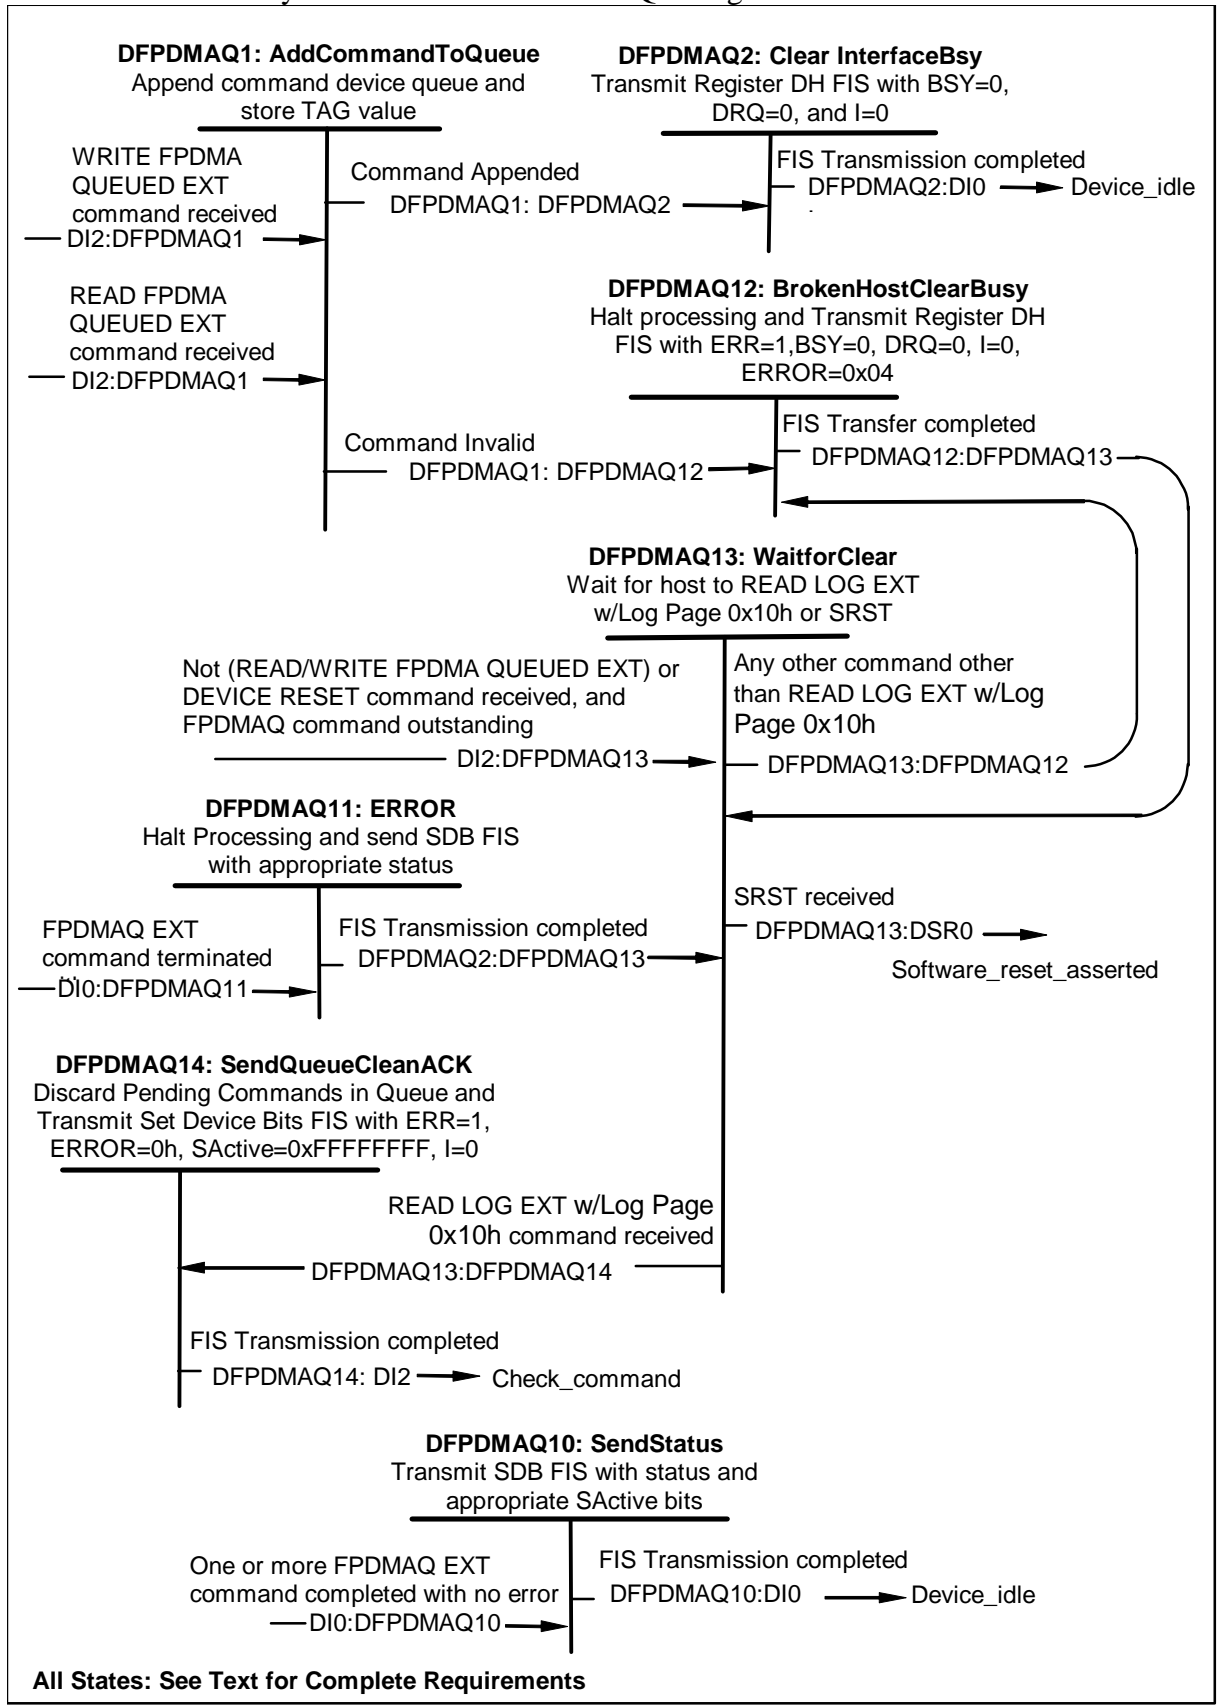 DFPDMAQ1: AddCommandToQueue
Append command device queue and
store TAG value
WRITE FPDMA
QUEUED EXT
command received
DI2:DFPDMAQ1
READ FPDMA
QUEUED EXT
command received
DI2:DFPDMAQ1
Command Appended
DFPDMAQ1: DFPDMAQ2
Command Invalid
DFPDMAQ1: DFPDMAQ12
DFPDMAQ2: Clear InterfaceBsy
Transmit Register DH FIS with BSY=0,
DRQ=0, and I=0
FIS Transmission completed
DFPDMAQ2:DI0
Device_idle
DFPDMAQ12: BrokenHostClearBusy
Halt processing and Transmit Register DH
FIS with ERR=1,BSY=0, DRQ=0, I=0,
ERROR=0x04
FIS Transfer completed
DFPDMAQ12:DFPDMAQ13
DFPDMAQ13: WaitforClear
Wait for host to READ LOG EXT
w/Log Page 0x10h or SRST
Not (READ/WRITE FPDMA QUEUED EXT) or
DEVICE RESET command received, and
FPDMAQ command outstanding
DI2:DFPDMAQ13
Any other command other
than READ LOG EXT w/Log
Page 0x10h
DFPDMAQ13:DFPDMAQ12
DFPDMAQ11: ERROR
Halt Processing and send SDB FIS
with appropriate status
FPDMAQ EXT
command terminated
DI0:DFPDMAQ11
FIS Transmission completed
DFPDMAQ2:DFPDMAQ13
SRST received
DFPDMAQ13:DSR0
Software_reset_asserted
DFPDMAQ14: SendQueueCleanACK
Discard Pending Commands in Queue and
Transmit Set Device Bits FIS with ERR=1,
ERROR=0h, SActive=0xFFFFFFFF, I=0
READ LOG EXT w/Log Page
0x10h command received
DFPDMAQ13:DFPDMAQ14
FIS Transmission completed
DFPDMAQ14: DI2
Check_command
DFPDMAQ10: SendStatus
Transmit SDB FIS with status and
appropriate SActive bits
One or more FPDMAQ EXT
command completed with no error
DI0:DFPDMAQ10
FIS Transmission completed
DFPDMAQ10:DI0
Device_idle
All States: See Text for Complete Requirements